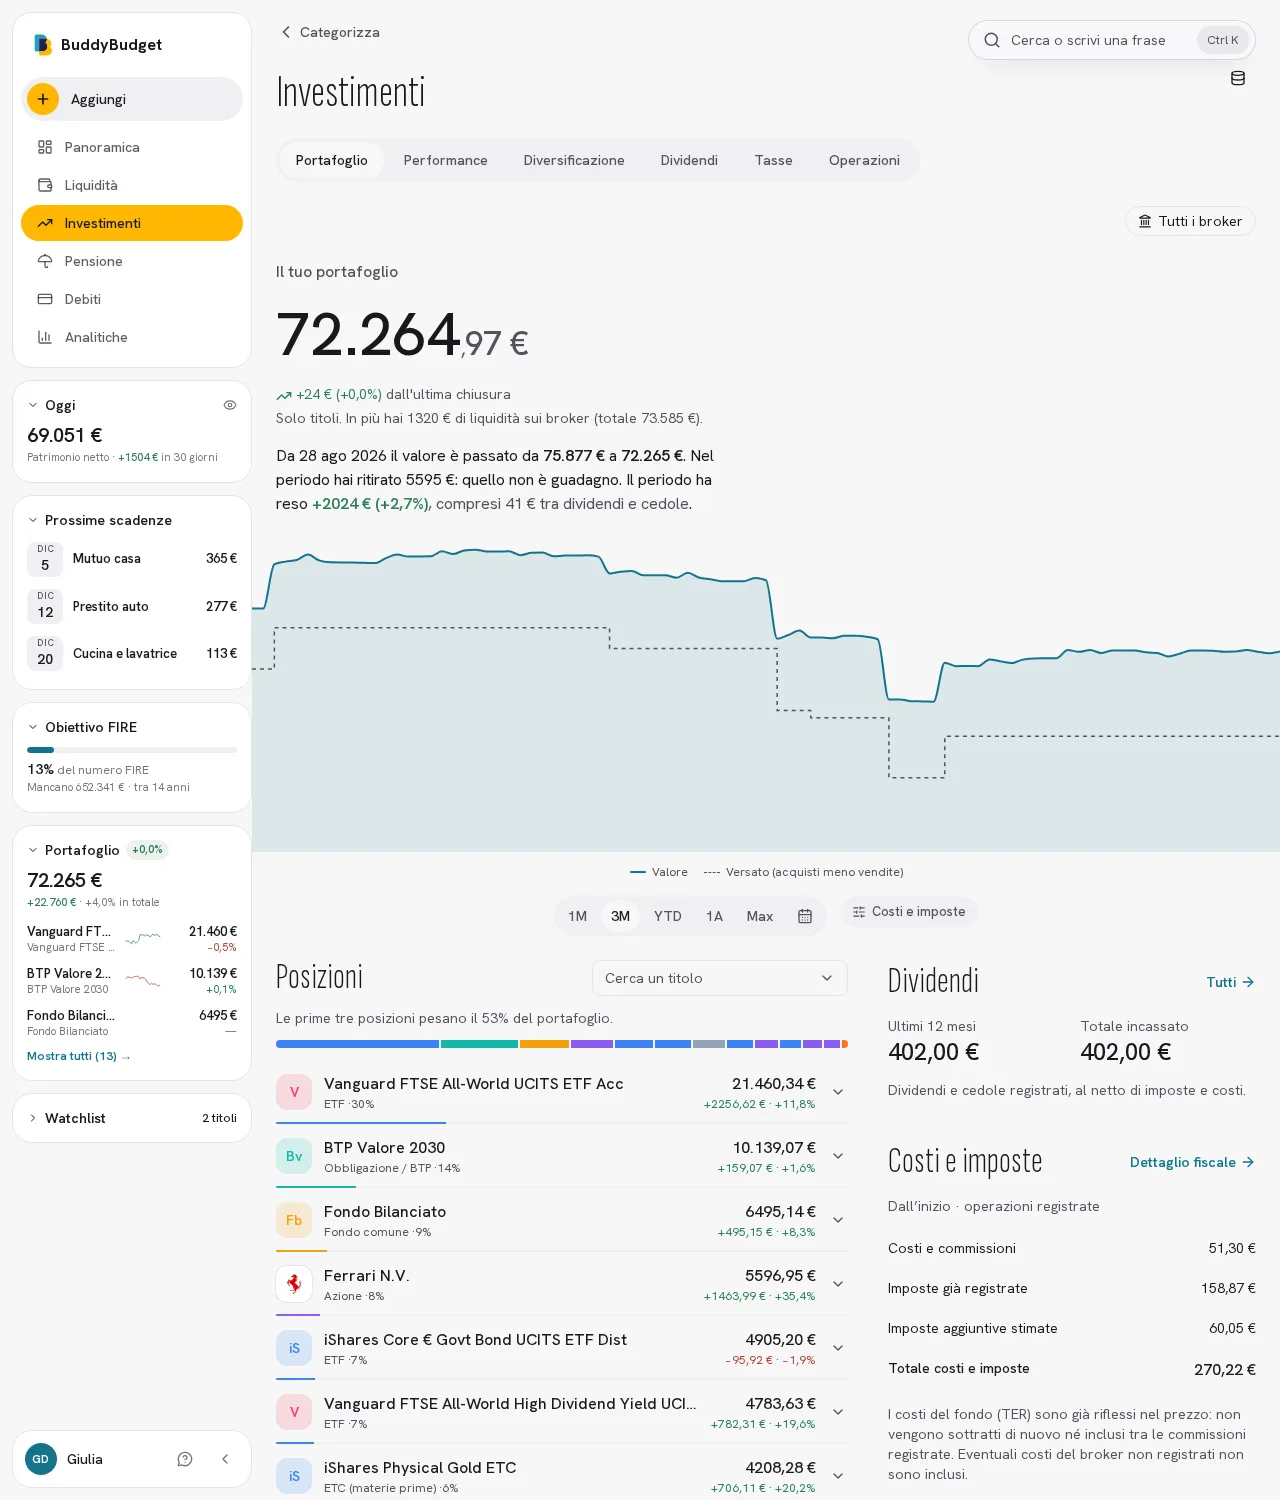 BuddyBudget
Aggiungi
Panoramica
Liquidità
Investimenti
Pensione
Debiti
Analitiche
Oggi
69.051 €
Patrimonio netto · +1504 € in 30 giorni
Prossime scadenze
DIC
5
Mutuo casa
365 €
DIC
12
Prestito auto
277 €
DIC
20
Cucina e lavatrice
113 €
Obiettivo FIRE
13% del numero FIRE
Mancano 652.341 € · tra 14 anni
Portafoglio +0,0%
72.265 €
+22.760 € · +4,0% in totale
Vanguard FT... 21.460 €
Vanguard FTSE ... -0,5%
BTP Valore 2... 10.139 €
BTP Valore 2030 +0,1%
Fondo Bilanci... 6495 €
Fondo Bilanciato —
Mostra tutti (13) →
Watchlist 2 titoli
GD Giulia
Categorizza
Cerca o scrivi una frase Ctrl K
Investimenti
Portafoglio Performance Diversificazione Dividendi Tasse Operazioni
Tutti i broker
Il tuo portafoglio
72.264,97 €
+24 € (+0,0%) dall'ultima chiusura
Solo titoli. In più hai 1320 € di liquidità sui broker (totale 73.585 €).
Da 28 ago 2026 il valore è passato da 75.877 € a 72.265 €. Nel
periodo hai ritirato 5595 €: quello non è guadagno. Il periodo ha
reso +2024 € (+2,7%), compresi 41 € tra dividendi e cedole.
Valore ---- Versato (acquisti meno vendite)
1M 3M YTD 1A Max Costi e imposte
Posizioni
Cerca un titolo
Le prime tre posizioni pesano il 53% del portafoglio.
V Vanguard FTSE All-World UCITS ETF Acc 21.460,34 €
ETF ·30% +2256,62 € · +11,8%
Bv BTP Valore 2030 10.139,07 €
Obbligazione / BTP ·14% +159,07 € · +1,6%
Fb Fondo Bilanciato 6495,14 €
Fondo comune ·9% +495,15 € · +8,3%
Ferrari N.V. 5596,95 €
Azione ·8% +1463,99 € · +35,4%
iS iShares Core € Govt Bond UCITS ETF Dist 4905,20 €
ETF ·7% -95,92 € · -1,9%
V Vanguard FTSE All-World High Dividend Yield UCI... 4783,63 €
ETF ·7% +782,31 € · +19,6%
iS iShares Physical Gold ETC 4208,28 €
ETC (materie prime) ·6% +706,11 € · +20,2%
Dividendi
Tutti →
Ultimi 12 mesi Totale incassato
402,00 € 402,00 €
Dividendi e cedole registrati, al netto di imposte e costi.
Costi e imposte
Dettaglio fiscale →
Dall’inizio · operazioni registrate
Costi e commissioni 51,30 €
Imposte già registrate 158,87 €
Imposte aggiuntive stimate 60,05 €
Totale costi e imposte 270,22 €
I costi del fondo (TER) sono già riflessi nel prezzo: non
vengono sottratti di nuovo né inclusi tra le commissioni
registrate. Eventuali costi del broker non registrati non
sono inclusi.